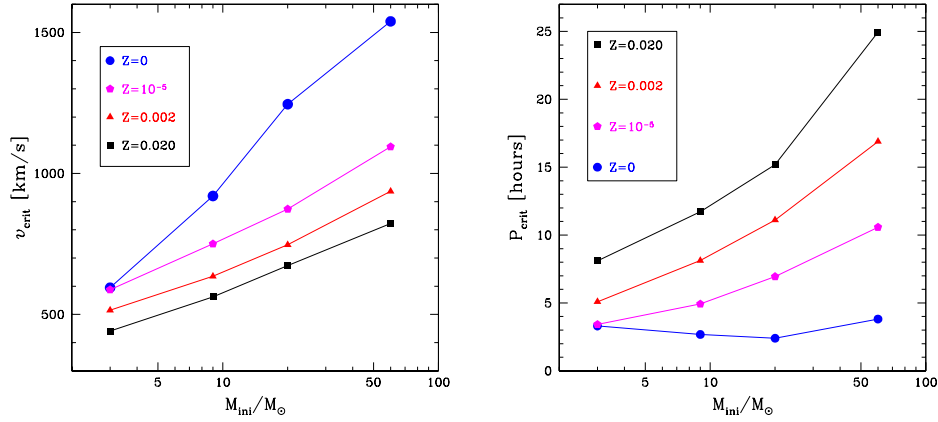 1500
1000
500
v_crit [km/s]
Z=0
Z=10⁻⁵
Z=0.002
Z=0.020
5
10
50
100
M_ini/M_⊙
25
20
15
10
5
0
P_crit [hours]
Z=0.020
Z=0.002
Z=10⁻⁵
Z=0
5
10
50
100
M_ini/M_⊙